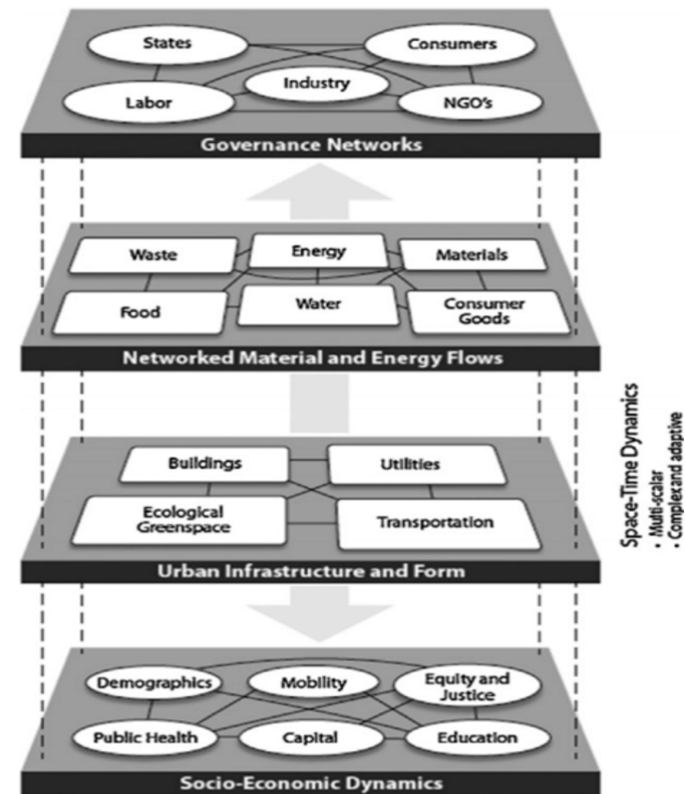 States
Consumers
Industry
Labor
NGO's
Governance Networks
Waste
Energy
Materials
Food
Water
Consumer
Goods
Networked Material and Energy Flows
Buildings
Utilities
Ecological
Greenspace
Transportation
Urban Infrastructure and Form
Demographics
Mobility
Equity and
Justice
Public Health
Capital
Education
Socio-Economic Dynamics
Space-Time Dynamics
• Multi-scalar
• Complex and adaptive